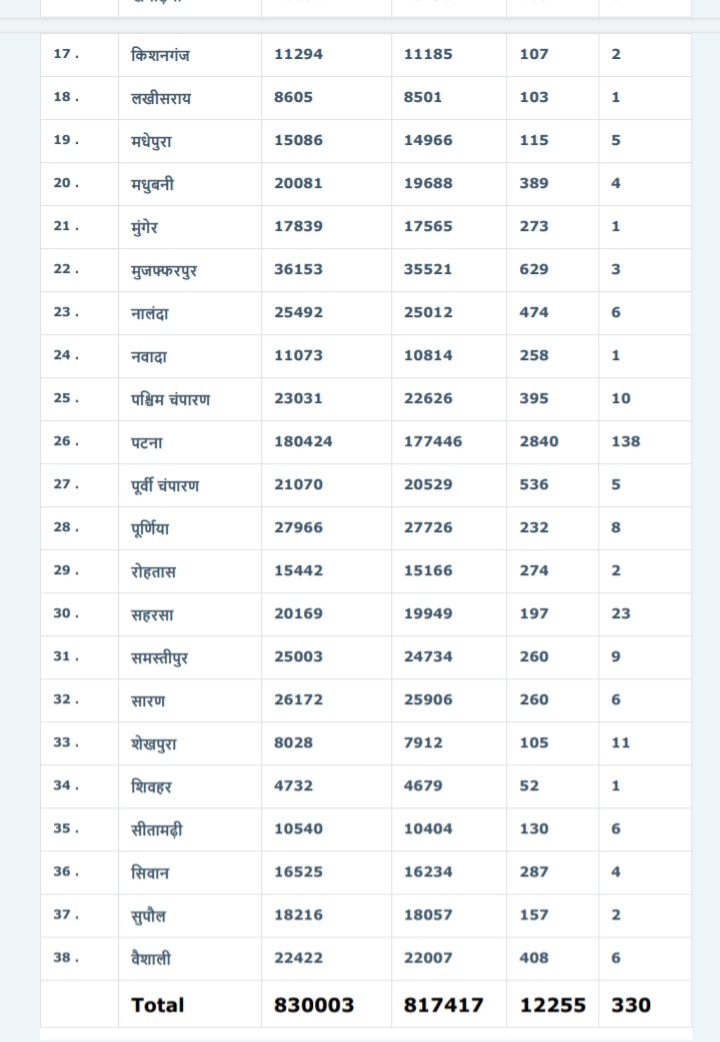 17 . किशनगंज 11294 11185 107 2
18 . लखीसराय 8605 8501 103 1
19 . मधेपुरा 15086 14966 115 5
20 . मधुबनी 20081 19688 389 4
21 . मुंगेर 17839 17565 273 1
22 . मुजफ्फरपुर 36153 35521 629 3
23 . नालंदा 25492 25012 474 6
24 . नवादा 11073 10814 258 1
25 . पश्चिम चंपारण 23031 22626 395 10
26 . पटना 180424 177446 2840 138
27 . पूर्वी चंपारण 21070 20529 536 5
28 . पूर्णिया 27966 27726 232 8
29 . रोहतास 15442 15166 274 2
30 . सहरसा 20169 19949 197 23
31 . समस्तीपुर 25003 24734 260 9
32 . सारण 26172 25906 260 6
33 . शेखपुरा 8028 7912 105 11
34 . शिवहर 4732 4679 52 1
35 . सीतामढ़ी 10540 10404 130 6
36 . सिवान 16525 16234 287 4
37 . सुपौल 18216 18057 157 2
38 . वैशाली 22422 22007 408 6
Total 830003 817417 12255 330